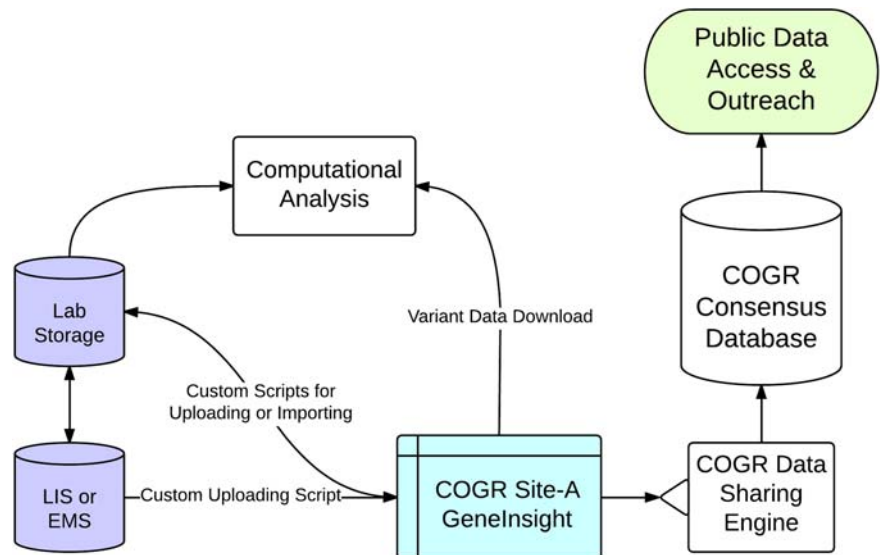 Public Data
Access &
Outreach
Computational
Analysis
Lab
Storage
Variant Data Download
COGR
Consensus
Database
Custom Scripts for
Uploading or Importing
LIS or
EMS
Custom Uploading Script
COGR Site-A
GeneInsight
COGR Data
Sharing
Engine